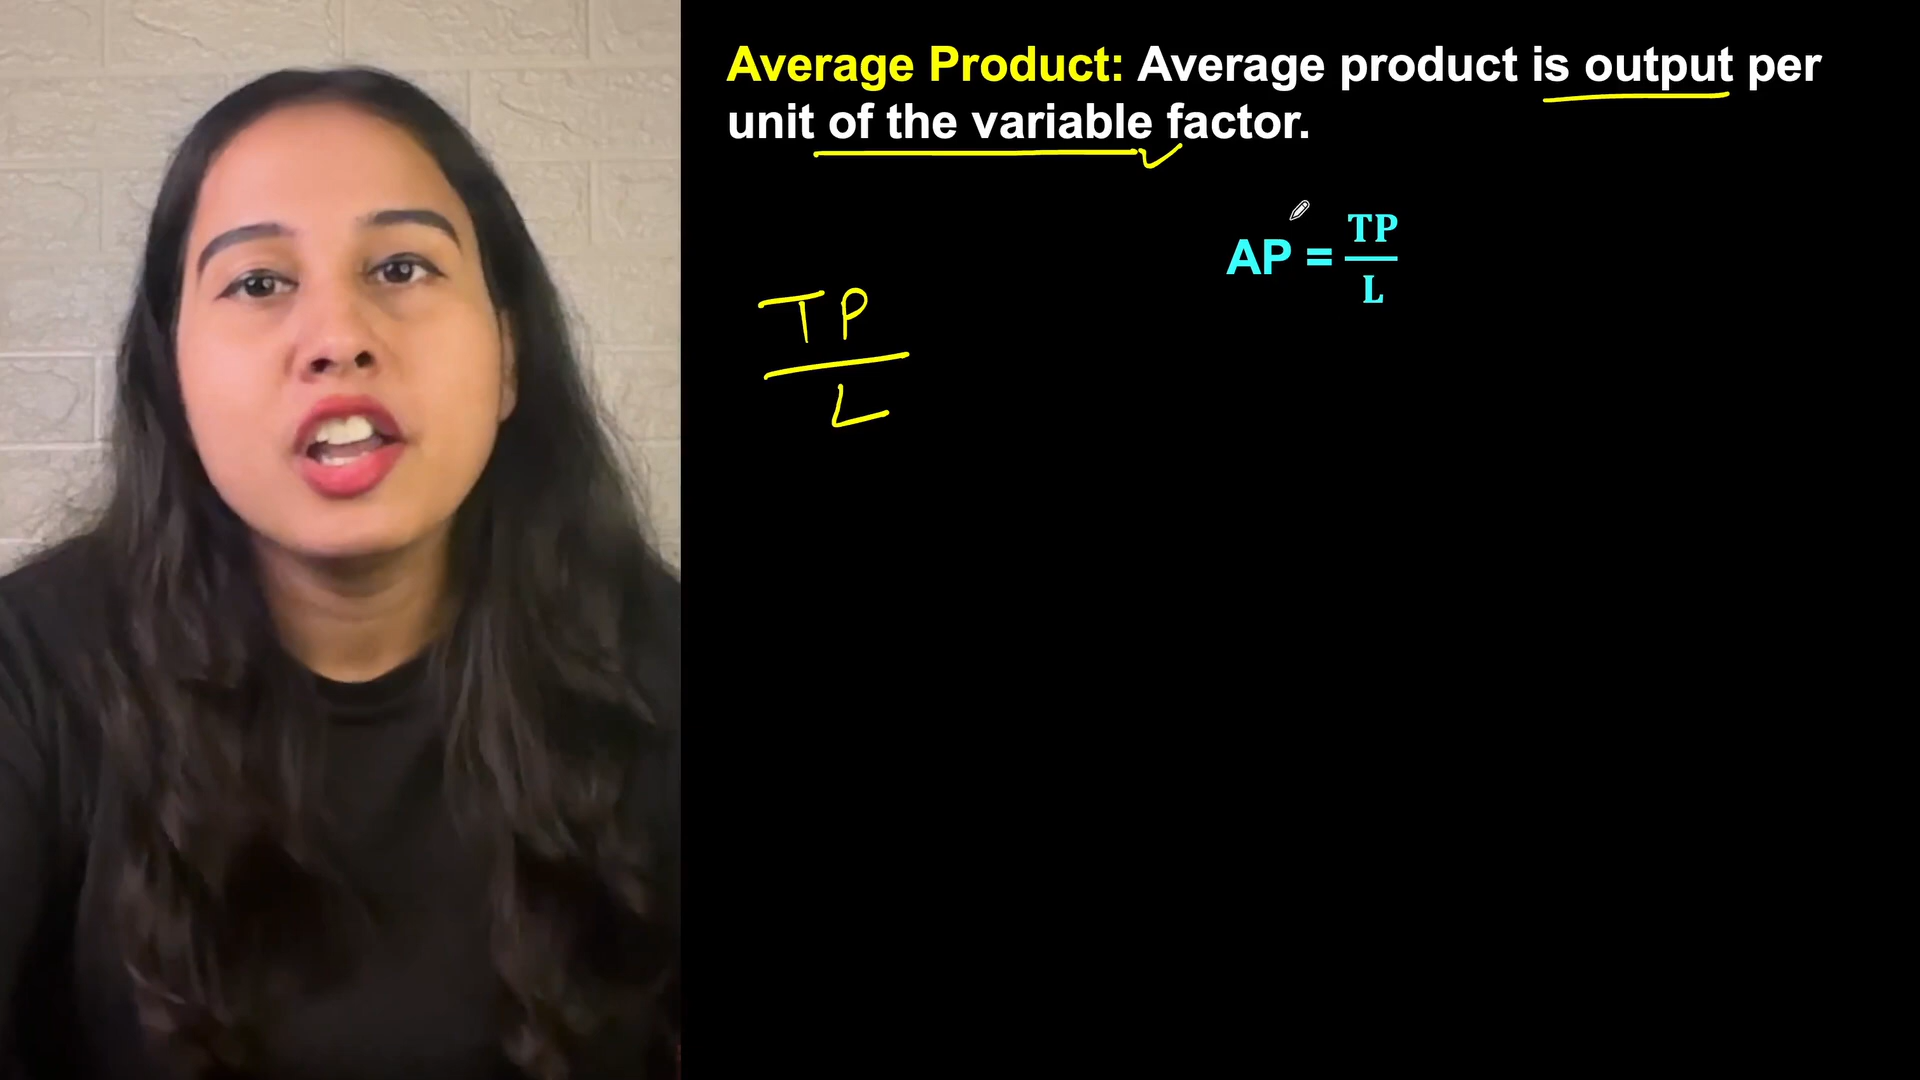 Average Product: Average product is output per
unit of the variable factor.
AP = TP/L
TP
L